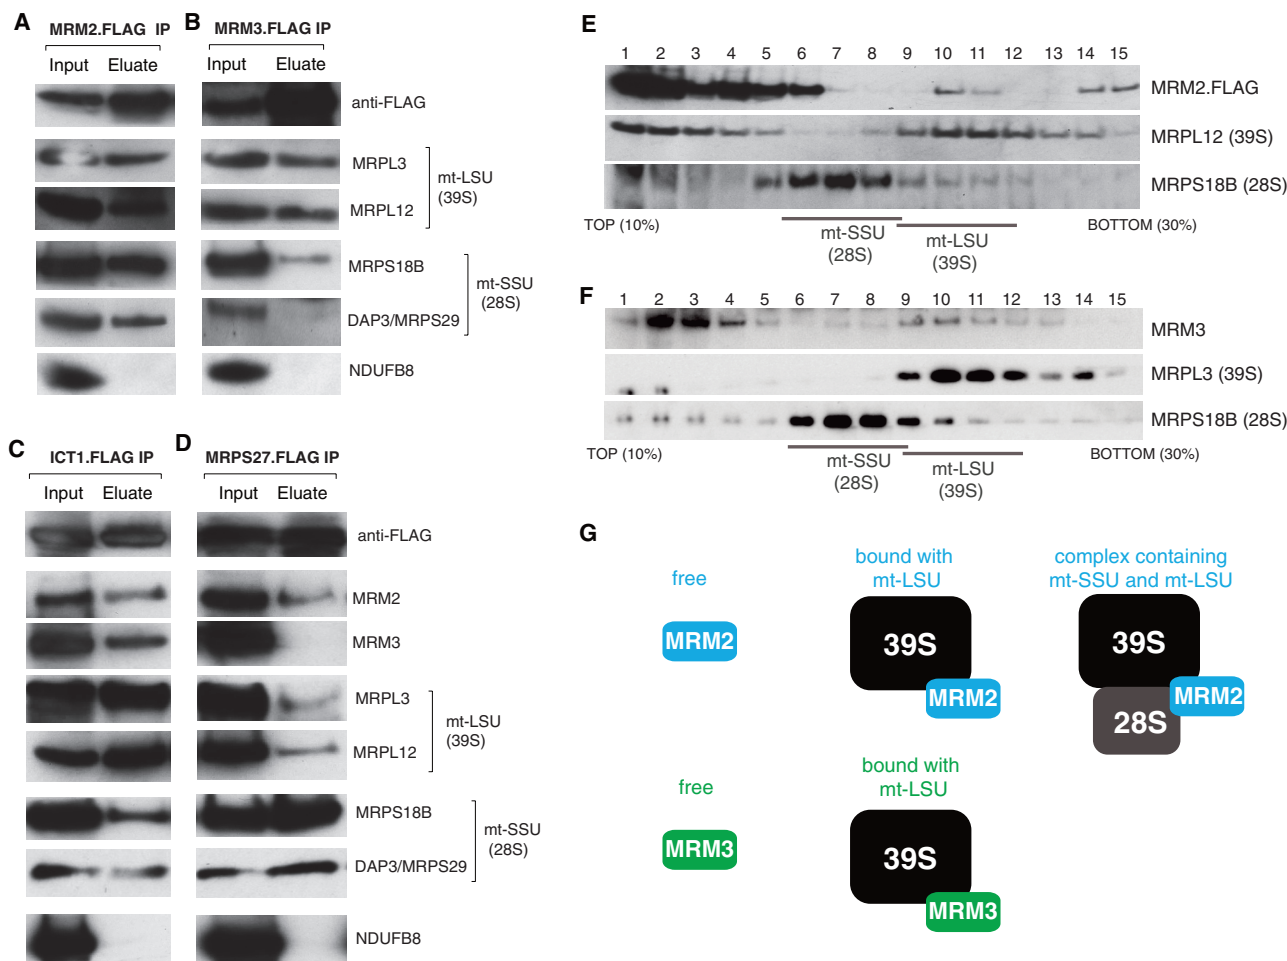 A
MRM2.FLAG IP
Input Eluate
B
MRM3.FLAG IP
Input Eluate
anti-FLAG
MRPL3
MRPL12
mt-LSU
(39S)
MRPS18B
DAP3/MRPS29
mt-SSU
(28S)
NDUFB8
C
ICT1.FLAG IP
Input Eluate
D
MRPS27.FLAG IP
Input Eluate
anti-FLAG
MRM2
MRM3
MRPL3
MRPL12
mt-LSU
(39S)
MRPS18B
DAP3/MRPS29
mt-SSU
(28S)
NDUFB8
E
1 2 3 4 5 6 7 8 9 10 11 12 13 14 15
MRM2.FLAG
MRPL12 (39S)
MRPS18B (28S)
TOP (10%)
BOTTOM (30%)
mt-SSU
(28S)
mt-LSU
(39S)
F
1 2 3 4 5 6 7 8 9 10 11 12 13 14 15
MRM3
MRPL3 (39S)
MRPS18B (28S)
TOP (10%)
BOTTOM (30%)
mt-SSU
(28S)
mt-LSU
(39S)
G
free
MRM2
bound with
mt-LSU
39S
MRM2
complex containing
mt-SSU and mt-LSU
39S
MRM2
28S
free
MRM3
bound with
mt-LSU
39S
MRM3